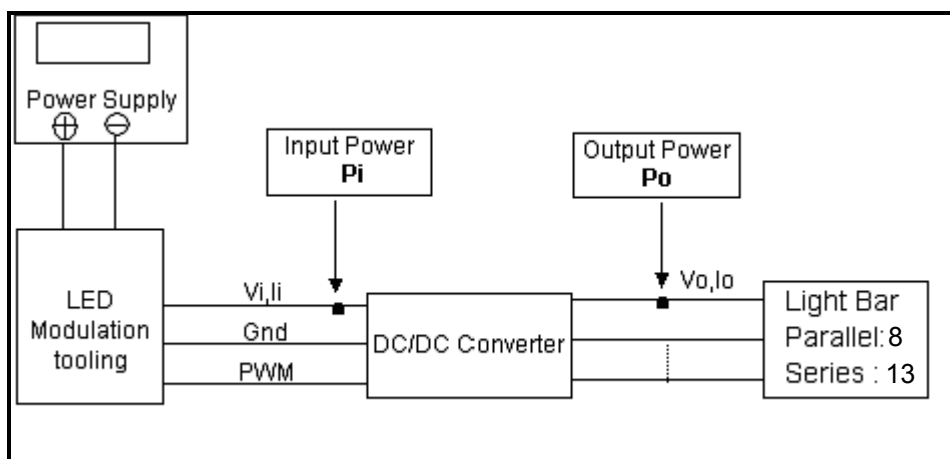 Power Supply
+ −
Input Power
Pi
Output Power
Po
LED
Modulation
tooling
Vi,Ii
Gnd
PWM
DC/DC Converter
Vo,Io
Light Bar
Parallel: 8
Series : 13